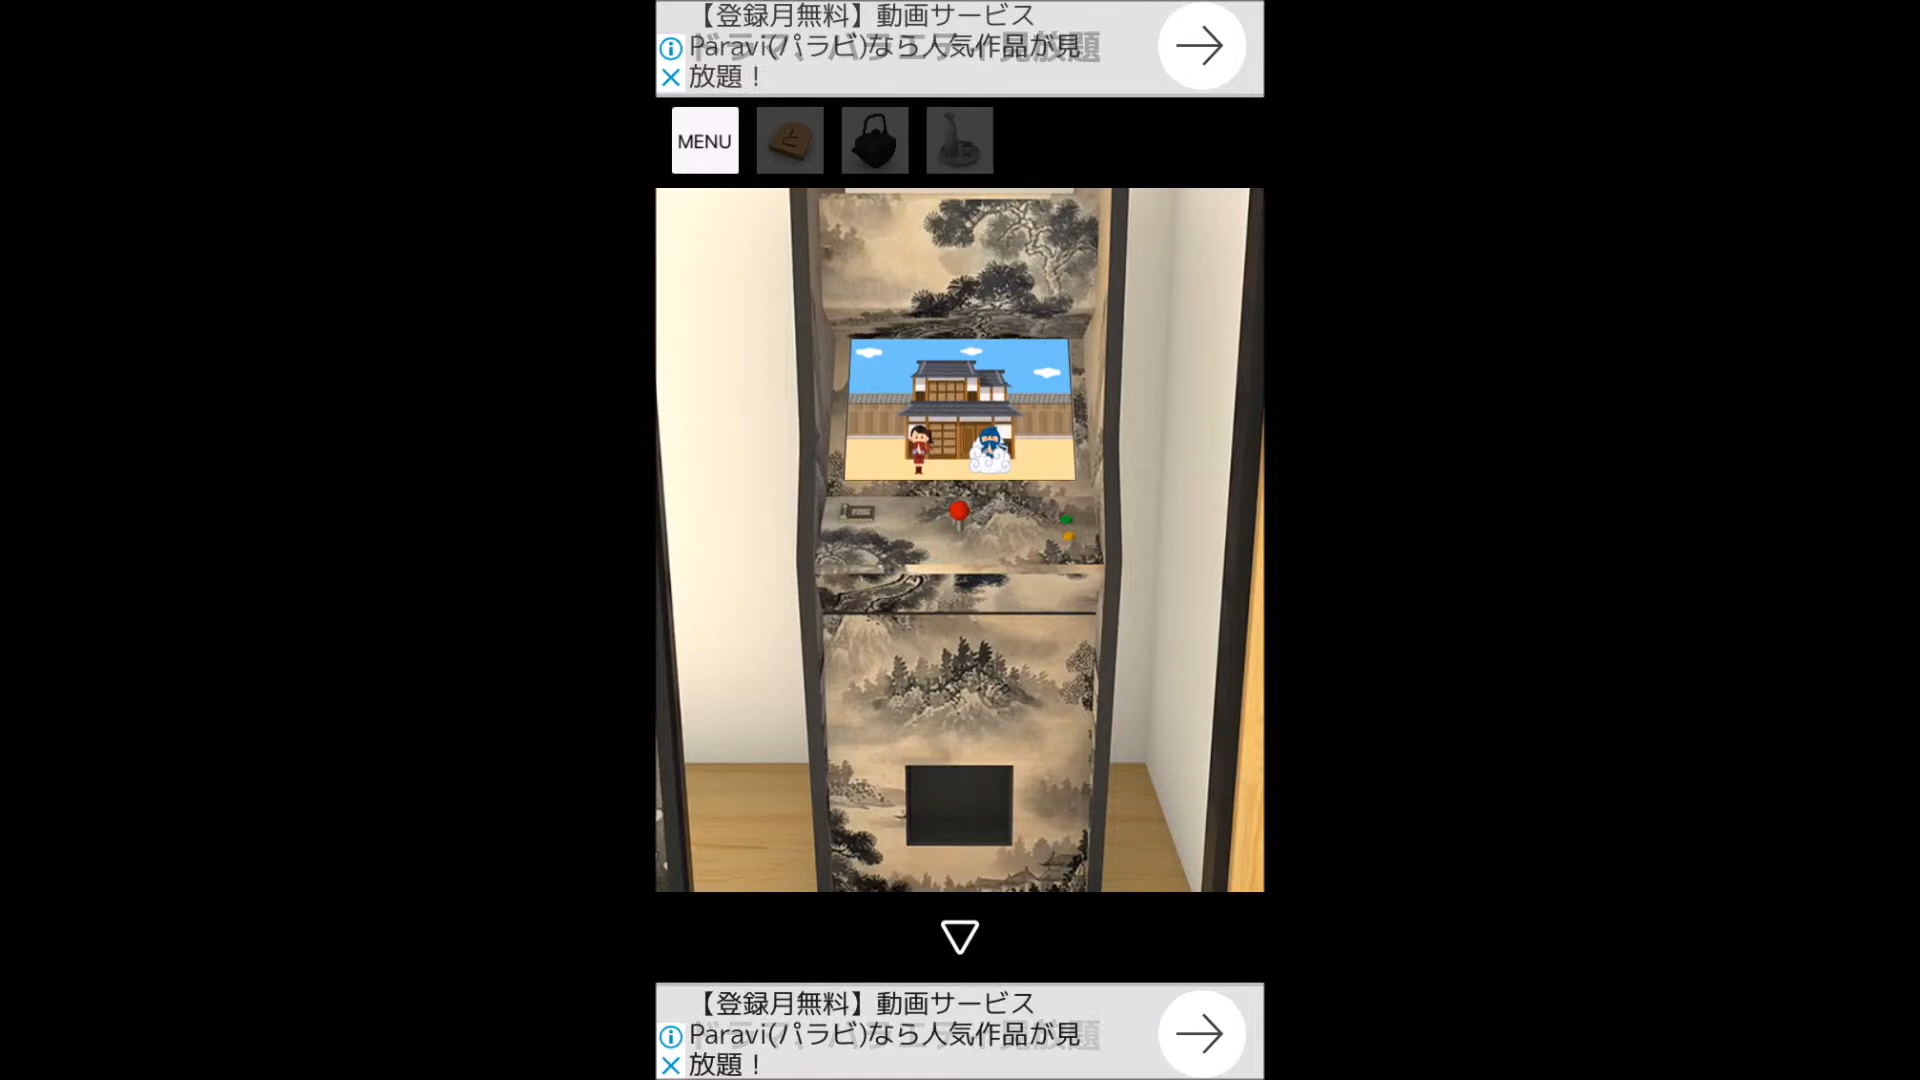 【登録月無料】動画サービス
Paravi(パラビ)なら人気作品が見
放題！
MENU
と
【登録月無料】動画サービス
Paravi(パラビ)なら人気作品が見
放題！